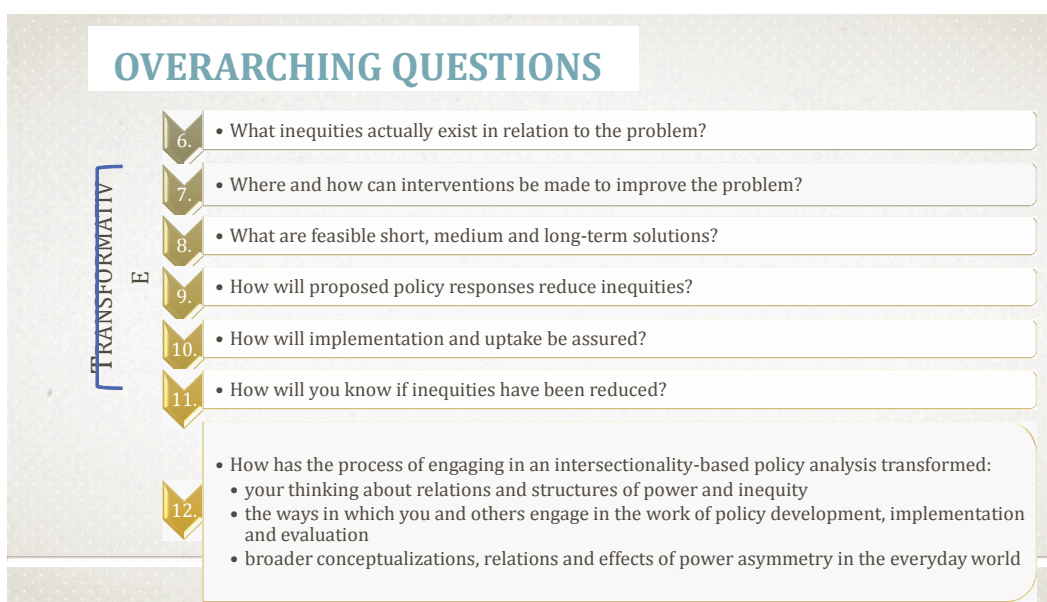 OVERARCHING QUESTIONS
6.
• What inequities actually exist in relation to the problem?
TRANSFORMATIV
E
7.
• Where and how can interventions be made to improve the problem?
8.
• What are feasible short, medium and long-term solutions?
9.
• How will proposed policy responses reduce inequities?
10.
• How will implementation and uptake be assured?
11.
• How will you know if inequities have been reduced?
12.
• How has the process of engaging in an intersectionality-based policy analysis transformed:
• your thinking about relations and structures of power and inequity
• the ways in which you and others engage in the work of policy development, implementation
and evaluation
• broader conceptualizations, relations and effects of power asymmetry in the everyday world